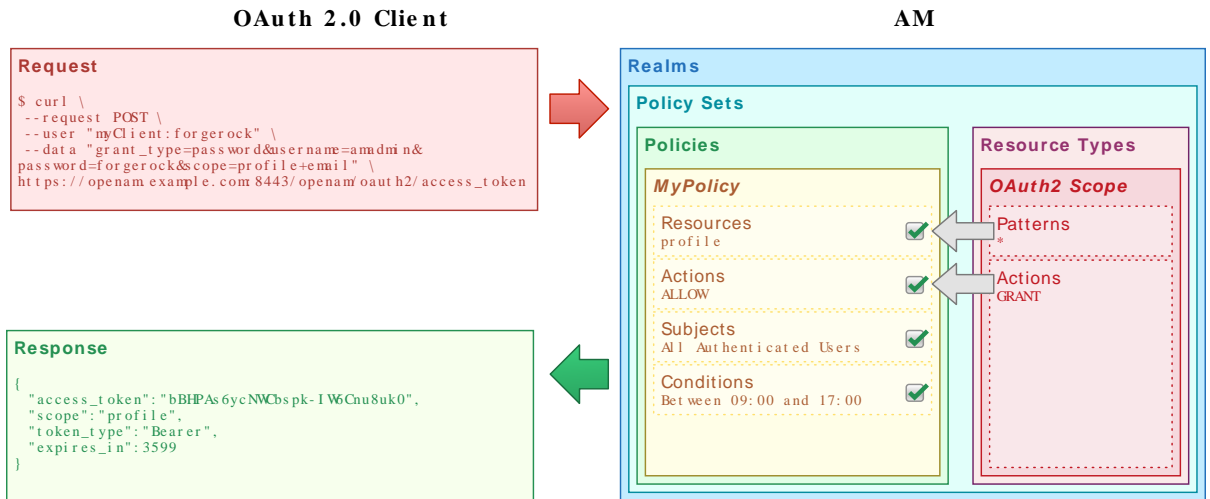 OAuth 2.0 Client
AM
Request
$ curl \
--request POST \
--user "myClient:forgerock" \
--data "grant_type=password&username=amadmin&
password=forgerock&scope=profile+email" \
https://openam.example.com:8443/openam/oauth2/access_token
Response
{
"access_token":"bBHPAs6ycNWCbspk-IW6Cnu8uk0",
"scope":"profile",
"token_type":"Bearer",
"expires_in":3599
}
Realms
Policy Sets
Policies
MyPolicy
Resources
profile
Actions
ALLOW
Subjects
All Authenticated Users
Conditions
Between 09:00 and 17:00
Resource Types
OAuth2 Scope
Patterns
*
Actions
GRANT